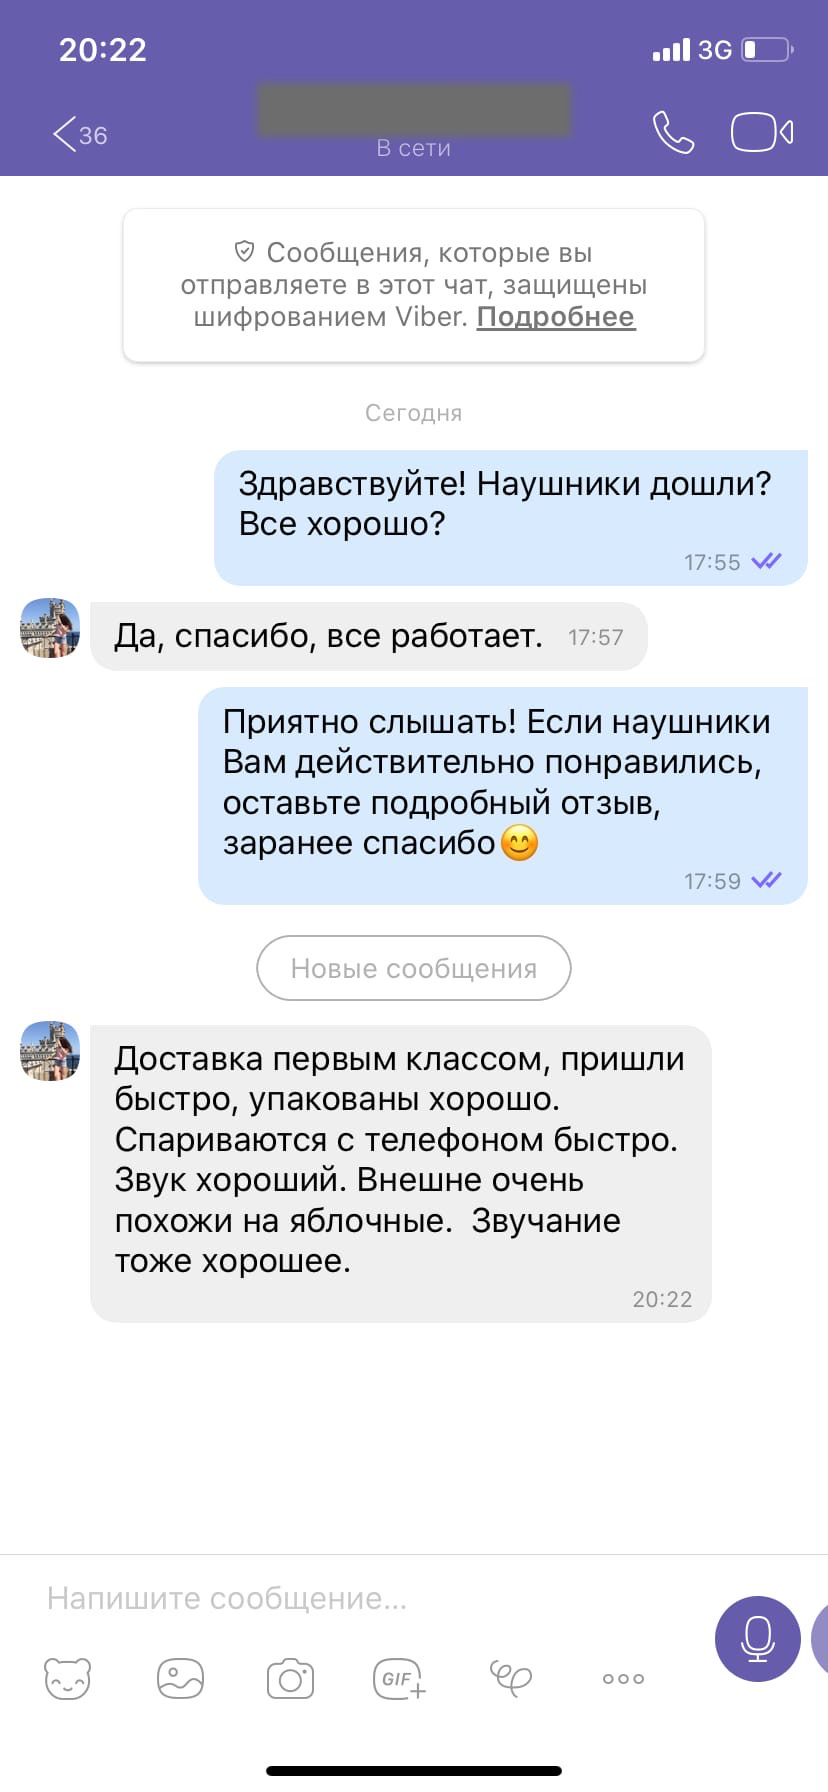 20:22
3G
36
В сети
Сообщения, которые вы
отправляете в этот чат, защищены
шифрованием Viber. Подробнее
Сегодня
Здравствуйте! Наушники дошли?
Все хорошо?
17:55
Да, спасибо, все работает. 17:57
Приятно слышать! Если наушники
Вам действительно понравились,
оставьте подробный отзыв,
заранее спасибо😊
17:59
Новые сообщения
Доставка первым классом, пришли
быстро, упакованы хорошо.
Спариваются с телефоном быстро.
Звук хороший. Внешне очень
похожи на яблочные.  Звучание
тоже хорошее.
20:22
Напишите сообщение...
GIF